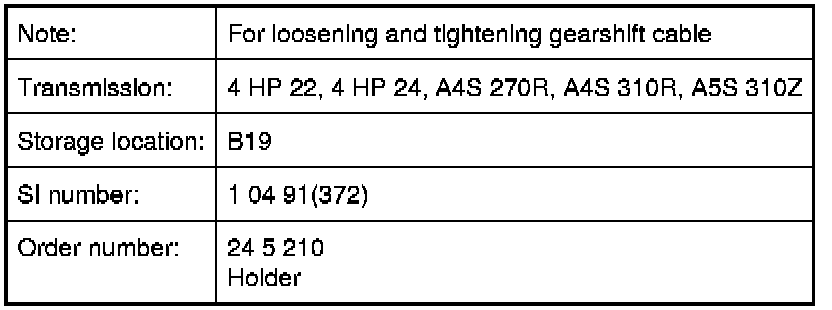 Note: For loosening and tightening gearshift cable
Transmission: 4 HP 22, 4 HP 24, A4S 270R, A4S 310R, A5S 310Z
Storage location: B19
SI number: 1 04 91(372)
Order number: 24 5 210
Holder